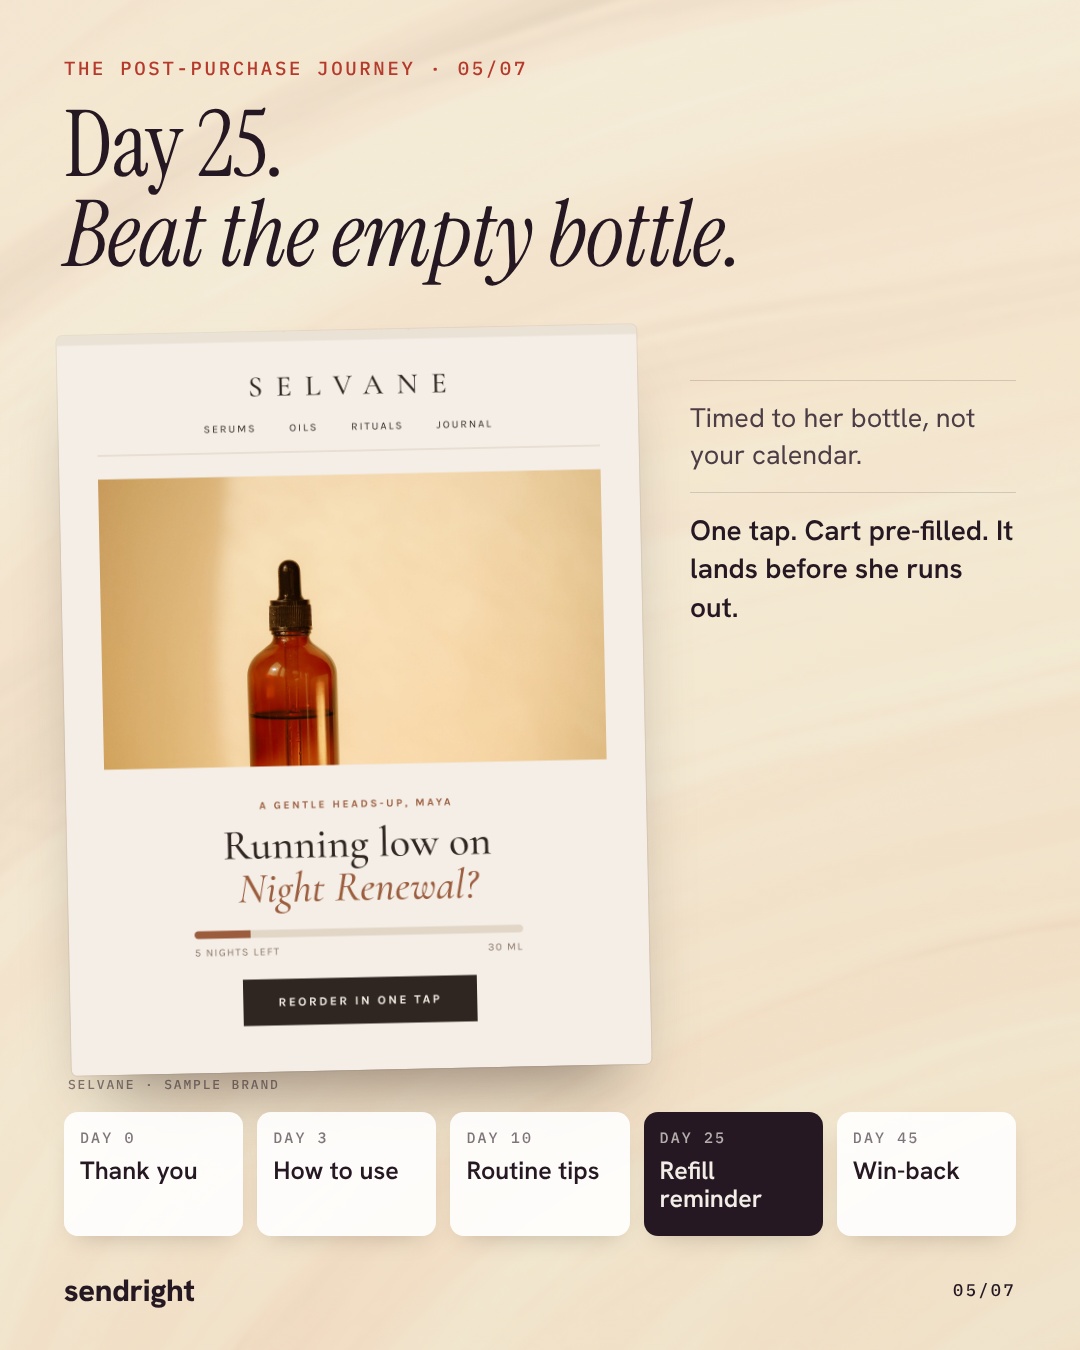 THE POST-PURCHASE JOURNEY · 05/07
Day 25.
Beat the empty bottle.
SELVANE
SERUMS OILS RITUALS JOURNAL
A GENTLE HEADS-UP, MAYA
Running low on
Night Renewal?
5 NIGHTS LEFT 30 ML
REORDER IN ONE TAP
SELVANE · SAMPLE BRAND
Timed to her bottle, not
your calendar.
One tap. Cart pre-filled. It
lands before she runs
out.
DAY 0
Thank you
DAY 3
How to use
DAY 10
Routine tips
DAY 25
Refill
reminder
DAY 45
Win-back
sendright
05/07